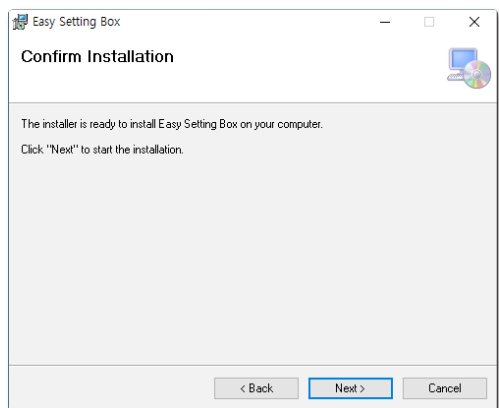 Easy Setting Box
Confirm Installation
The installer is ready to install Easy Setting Box on your computer.
Click "Next" to start the installation.
< Back
Next >
Cancel